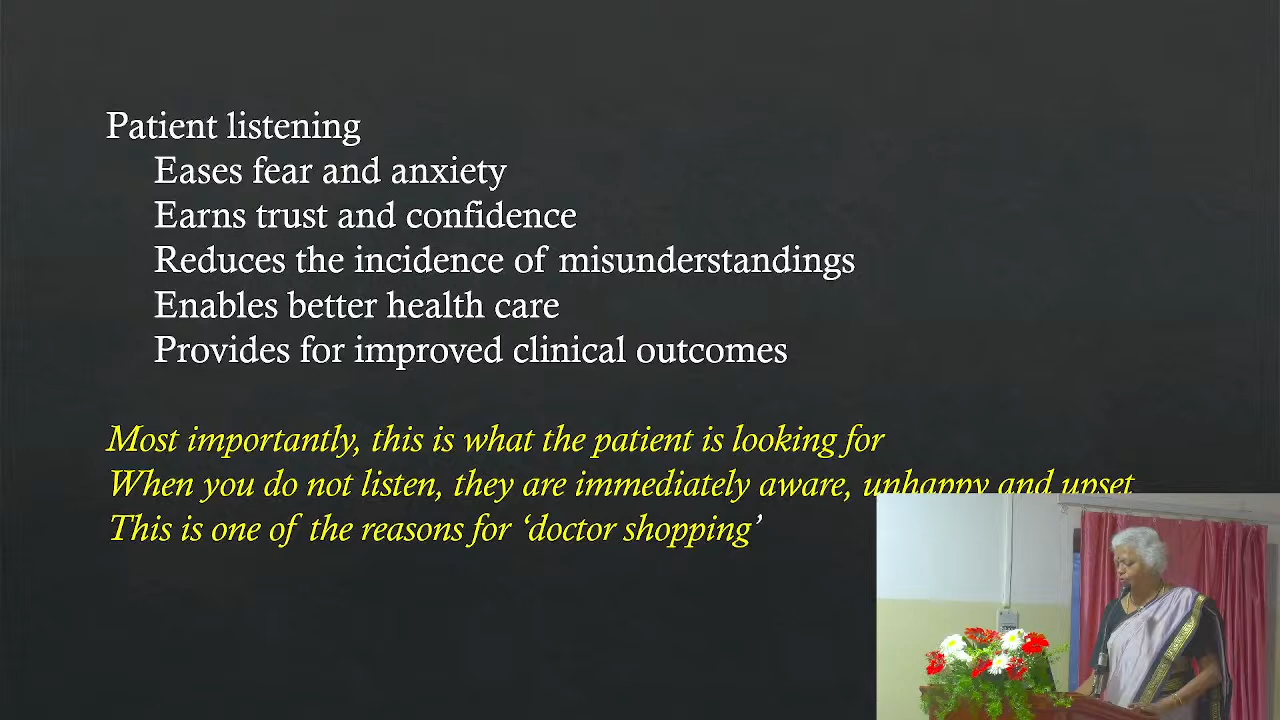 Patient listening
Eases fear and anxiety
Earns trust and confidence
Reduces the incidence of misunderstandings
Enables better health care
Provides for improved clinical outcomes
Most importantly, this is what the patient is looking for
When you do not listen, they are immediately aware, unhappy and upset
This is one of the reasons for ‘doctor shopping’